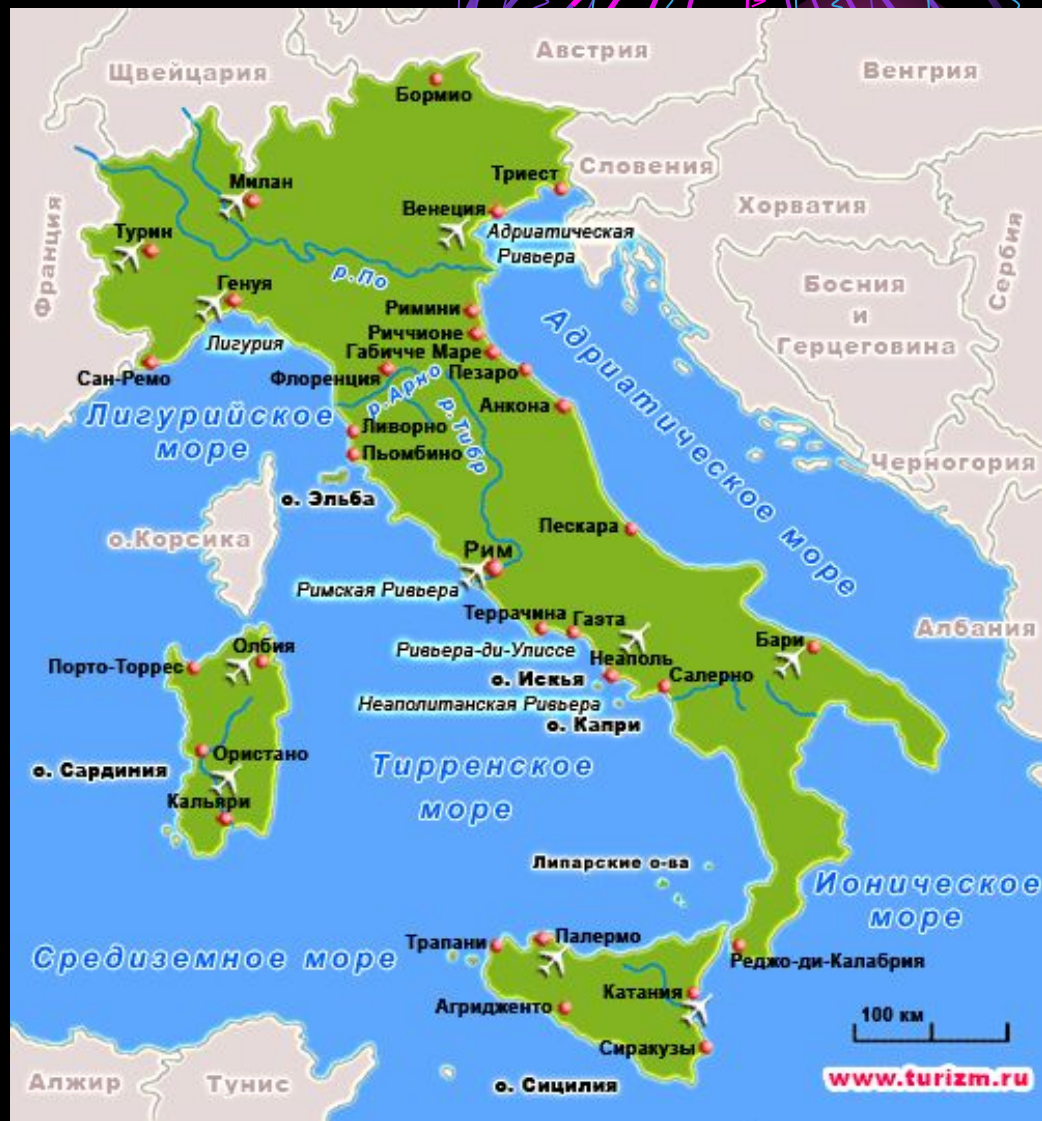 Австрия
Венгрия
Щвейцария
Бормио
Словения
Триест
Милан
Венеция
Хорватия
Адриатическая
Ривьера
Франция
Турин
р.По
Сербия
Генуя
Босния
и
Герцеговина
Римини
Риччионе
Лигурия
Габичче Маре
Сан-Ремо
Флоренция
Пезаро
Адриатическое море
р.Арно
р.Тибр
Анкона
Лигурийское
море
Ливорно
Пьомбино
Черногория
о. Эльба
Пескара
о.Корсика
Рим
Римская Ривьера
Террачина
Гаэта
Албания
Олбия
Бари
Порто-Торрес
Ривьера-ди-Улиссе
Неаполь
о. Искья
Салерно
Неаполитанская Ривьера
о. Капри
Ористано
о. Сардиния
Тирренское
море
Кальяри
Липарские о-ва
Ионическое
море
Трапани
Палермо
Средиземное море
Реджо-ди-Калабрия
Катания
Агридженто
100 км
Сиракузы
Алжир
Тунис
о. Сицилия
www.turizm.ru